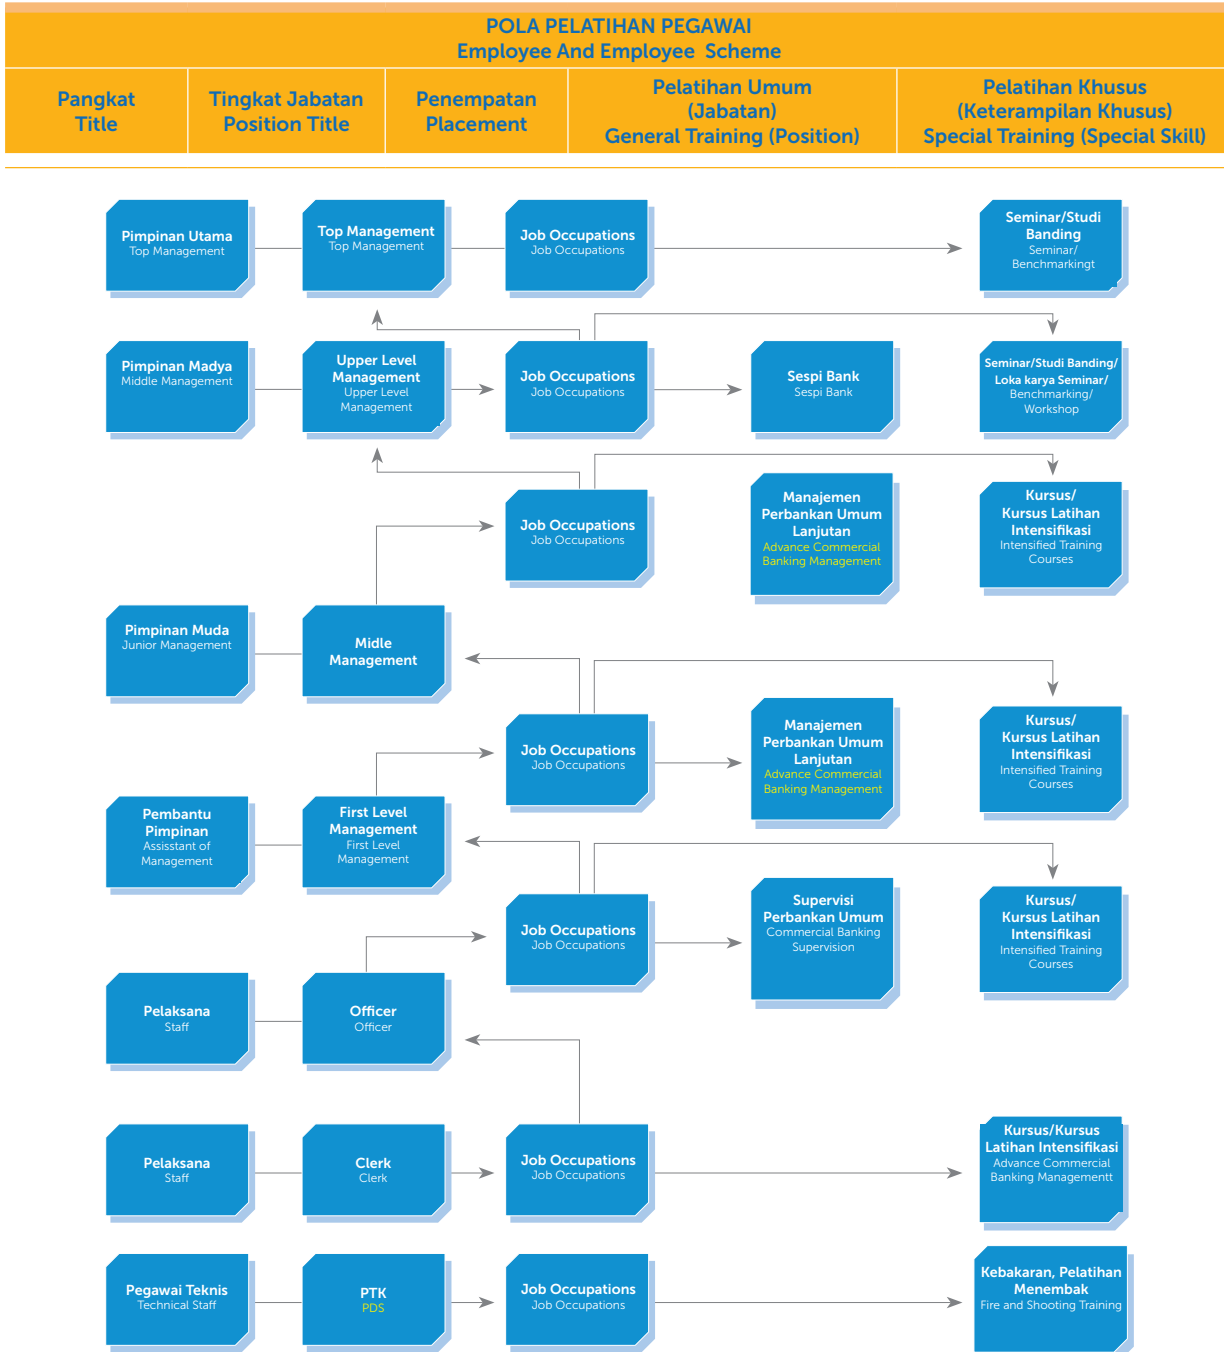 POLA PELATIHAN PEGAWAI
Employee And Employee Scheme
Pangkat
Title
Tingkat Jabatan
Position Title
Penempatan
Placement
Pelatihan Umum
(Jabatan)
General Training (Position)
Pelatihan Khusus
(Keterampilan Khusus)
Special Training (Special Skill)
Pimpinan Utama
Top Management
Top Management
Top Management
Job Occupations
Job Occupations
Seminar/Studi
Banding
Seminar/
Benchmarkingt
Pimpinan Madya
Middle Management
Upper Level
Management
Upper Level
Management
Job Occupations
Job Occupations
Sespi Bank
Sespi Bank
Seminar/Studi Banding/
Loka karya Seminar/
Benchmarking/
Workshop
Job Occupations
Job Occupations
Manajemen
Perbankan Umum
Lanjutan
Advance Commercial
Banking Management
Kursus/
Kursus Latihan
Intensifikasi
Intensified Training
Courses
Pimpinan Muda
Junior Management
Midle
Management
Job Occupations
Job Occupations
Manajemen
Perbankan Umum
Lanjutan
Advance Commercial
Banking Management
Kursus/
Kursus Latihan
Intensifikasi
Intensified Training
Courses
Pembantu
Pimpinan
Assisstant of
Management
First Level
Management
First Level
Management
Job Occupations
Job Occupations
Supervisi
Perbankan Umum
Commercial Banking
Supervision
Kursus/
Kursus Latihan
Intensifikasi
Intensified Training
Courses
Pelaksana
Staff
Officer
Officer
Pelaksana
Staff
Clerk
Clerk
Job Occupations
Job Occupations
Kursus/Kursus
Latihan Intensifikasi
Advance Commercial
Banking Managementt
Pegawai Teknis
Technical Staff
PTK
PDS
Job Occupations
Job Occupations
Kebakaran, Pelatihan
Menembak
Fire and Shooting Training